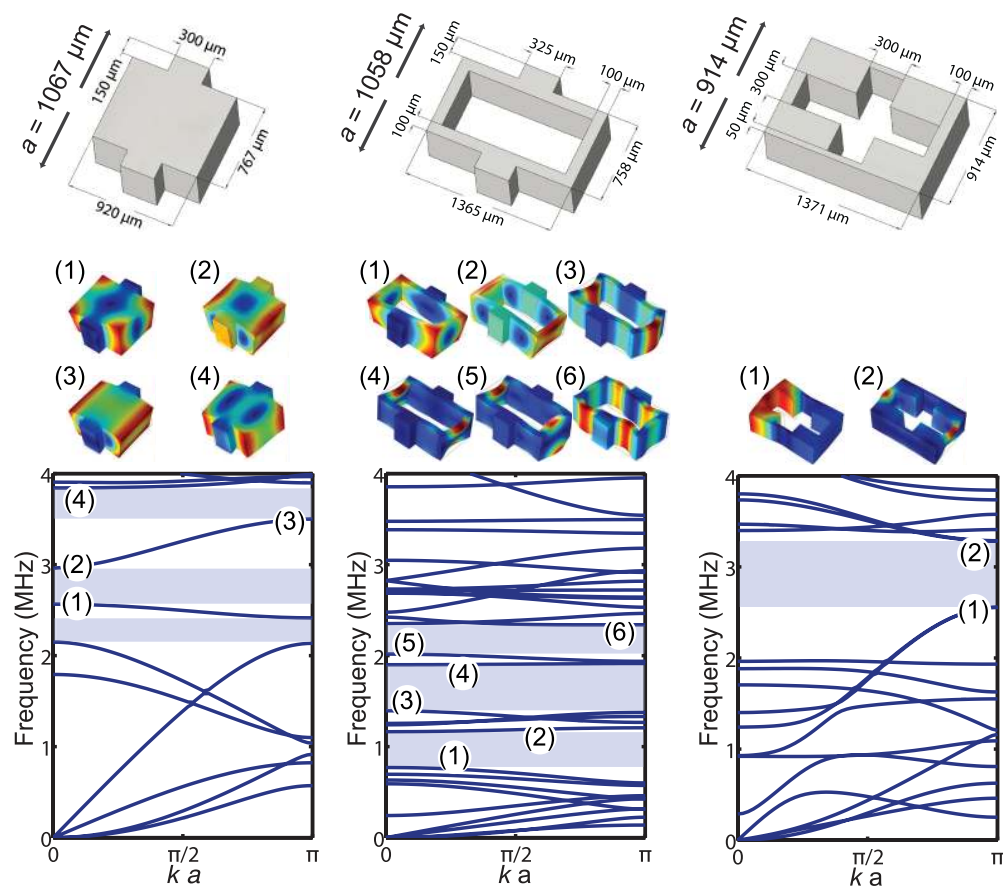 a = 1067 µm
300 µm
150 µm
767 µm
920 µm
a = 1058 µm
150 µm
325 µm
100 µm
100 µm
758 µm
1365 µm
a = 914 µm
300 µm
100 µm
300 µm
50 µm
914 µm
1371 µm
(1) (2)
(3) (4)
(1) (2) (3)
(4) (5) (6)
(1) (2)
Frequency (MHz)
4
3
2
1
0
(4)
(3)
(2)
(1)
0 π/2 π
k a
Frequency (MHz)
4
3
2
1
0
(6)
(5)
(4)
(3)
(2)
(1)
0 π/2 π
k a
Frequency (MHz)
4
3
2
1
0
(2)
(1)
0 π/2 π
k a